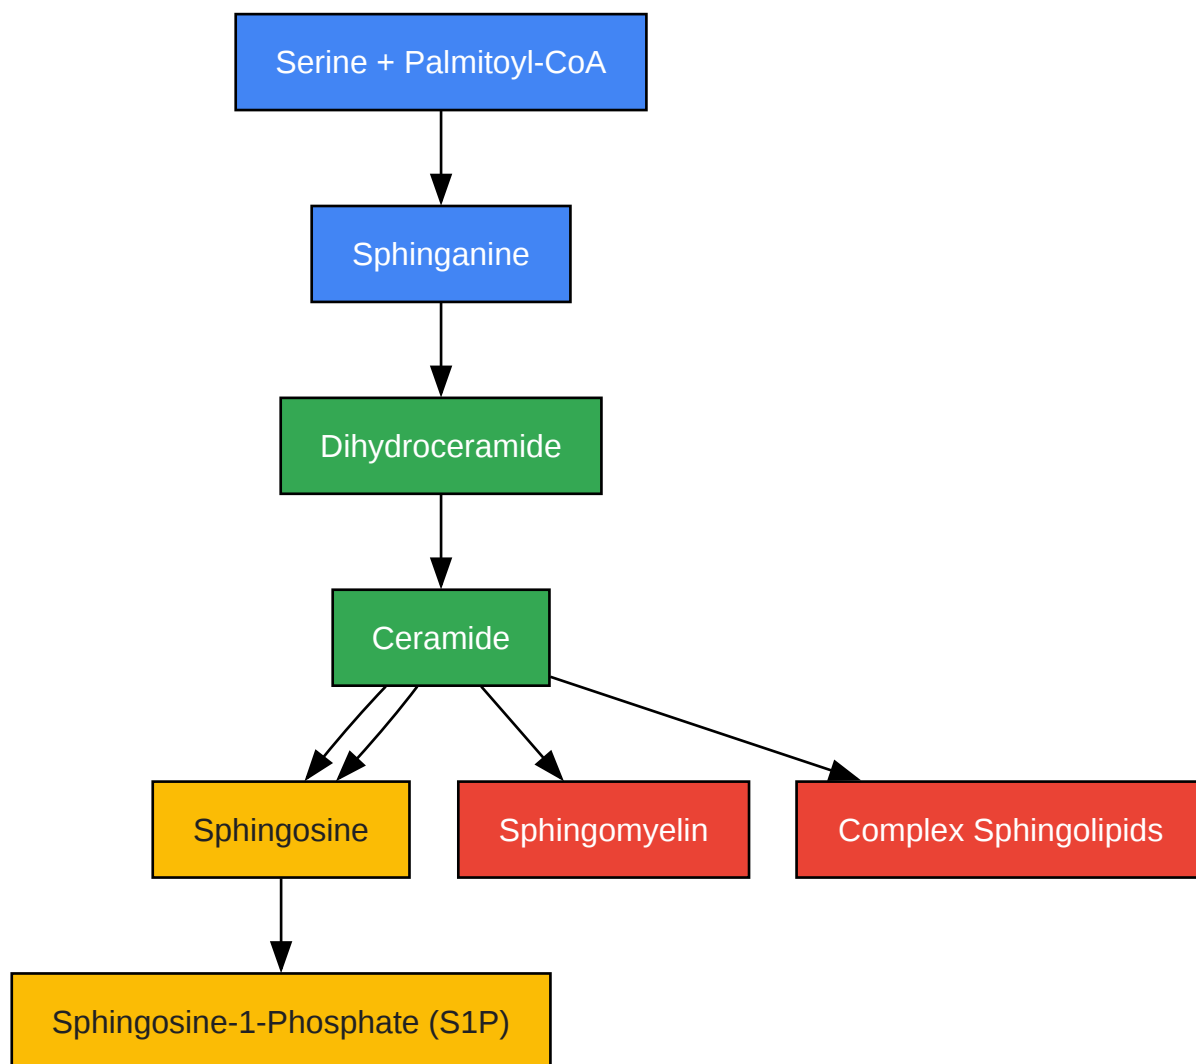 Serine + Palmitoyl-CoA
Sphinganine
Dihydroceramide
Ceramide
Sphingosine
Sphingomyelin
Complex Sphingolipids
Sphingosine-1-Phosphate (S1P)